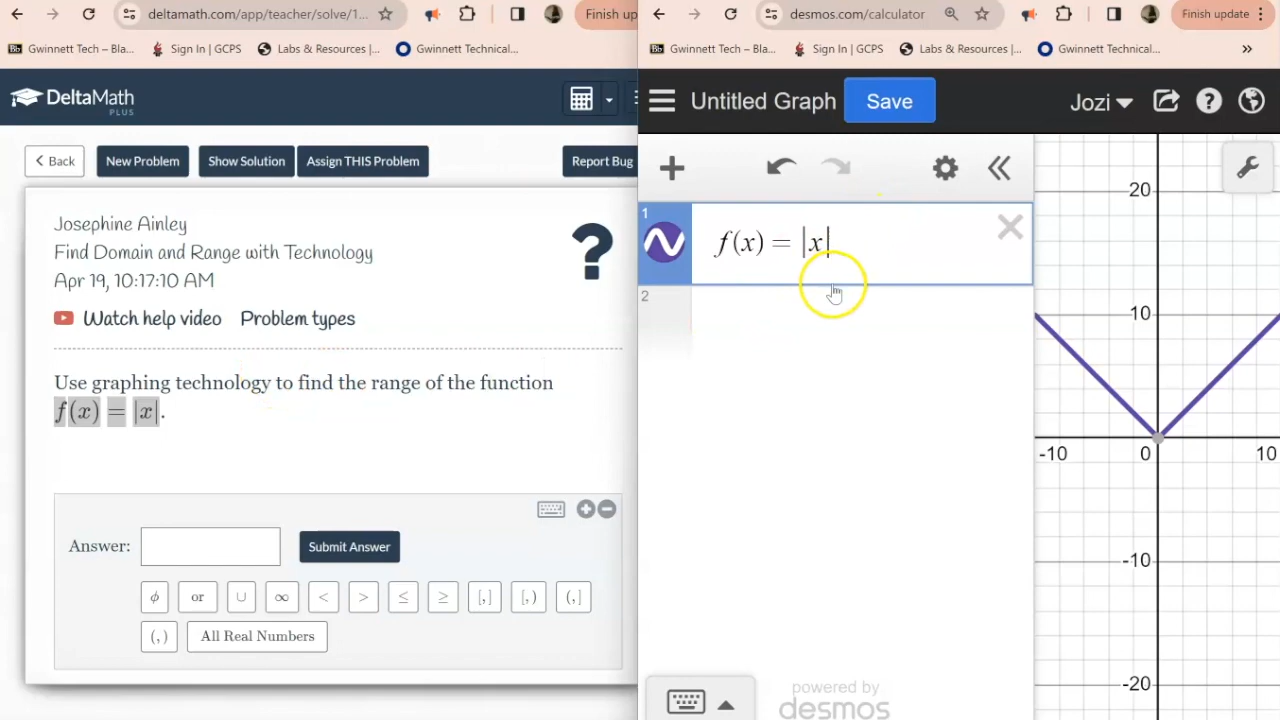 deltamath.com/app/teacher/solve/1...
Finish up
Gwinnett Tech – Bla...
Sign In | GCPS
Labs & Resources |...
Gwinnett Technical...
DeltaMath
PLUS
Back
New Problem
Show Solution
Assign THIS Problem
Report Bug
Josephine Ainley
Find Domain and Range with Technology
Apr 19, 10:17:10 AM
?
Watch help video
Problem types
Use graphing technology to find the range of the function
f(x) = |x|.
Answer:
Submit Answer
ϕ
or
∪
∞
<
>
≤
≥
[,]
[,)
(,]
(,)
All Real Numbers
desmos.com/calculator
Finish update
Gwinnett Tech – Bla...
Sign In | GCPS
Labs & Resources |...
Gwinnett Technical...
»
Untitled Graph
Save
Jozi
?
1
f(x) = |x|
2
powered by
desmos
20
10
-10
0
10
-10
-20